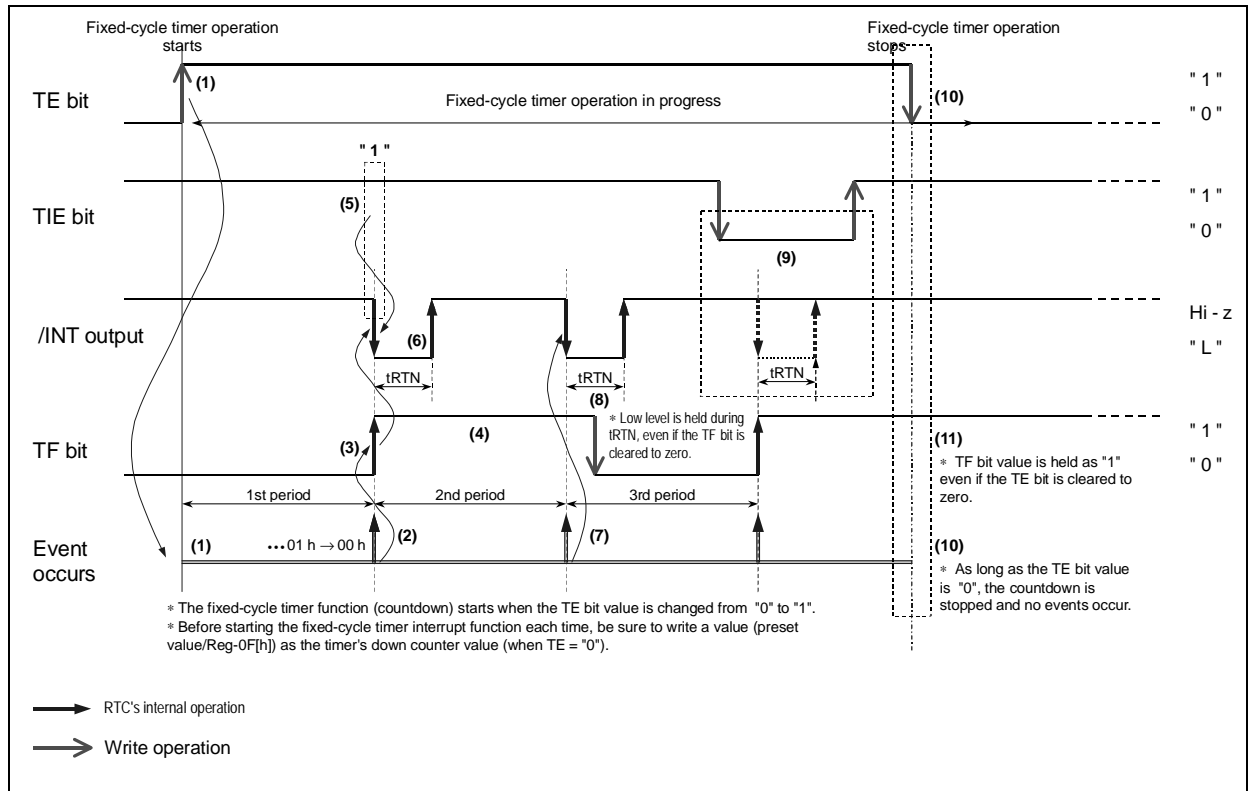 Fixed-cycle timer operation
starts
Fixed-cycle timer operation
stops
TE bit
(1)
Fixed-cycle timer operation in progress
(10)
" 1 "
" 0 "
" 1 "
TIE bit
(5)
(9)
" 1 "
" 0 "
/INT output
(6)
tRTN
tRTN
tRTN
Hi - z
" L "
(8)
∗ Low level is held during
tRTN, even if the TF bit is
cleared to zero.
TF bit
(3)
(4)
(11)
∗ TF bit value is held as "1"
even if the TE bit is cleared to
zero.
" 1 "
" 0 "
1st period
2nd period
3rd period
Event
occurs
(1)
•••01 h → 00 h
(2)
(7)
(10)
∗ As long as the TE bit value
is "0", the countdown is
stopped and no events occur.
∗ The fixed-cycle timer function (countdown) starts when the TE bit value is changed from "0" to "1".
∗ Before starting the fixed-cycle timer interrupt function each time, be sure to write a value (preset
value/Reg-0F[h]) as the timer's down counter value (when TE = "0").
RTC's internal operation
Write operation